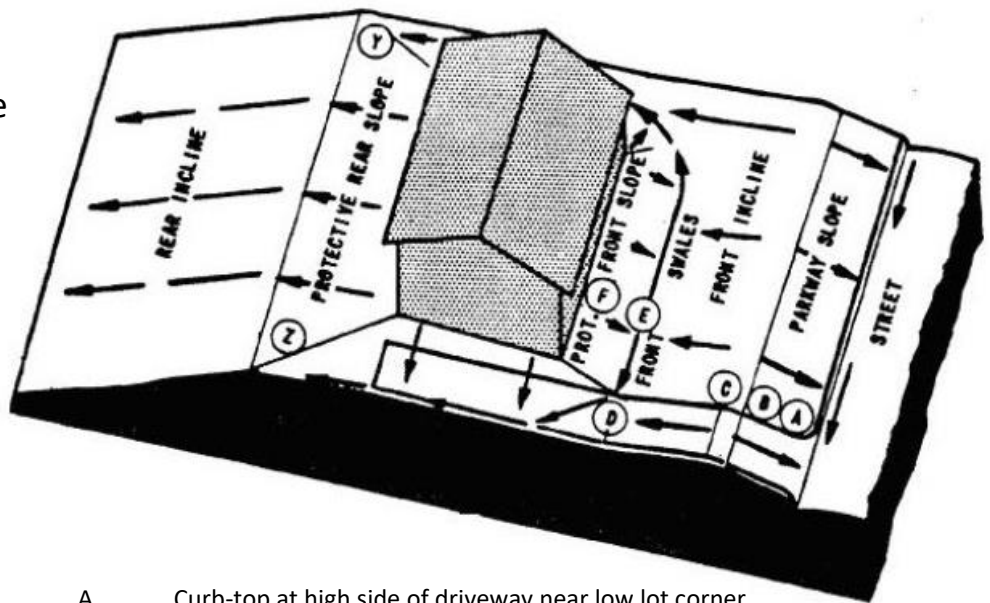 e
Y
REAR INCLINE
PROTECTIVE REAR SLOPE
Z
PROT. FRONT SLOPE
F
E
FRONT SWALES
FRONT INCLINE
PARKWAY SLOPE
STREET
C
B
A
D
A Curb-top at high side of driveway near low lot corner